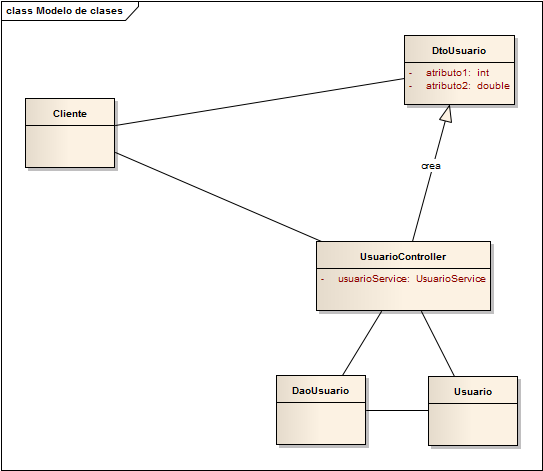 class Modelo de clases
DtoUsuario
- atributo1: int
- atributo2: double
Cliente
crea
UsuarioController
- usuarioService: UsuarioService
DaoUsuario
Usuario